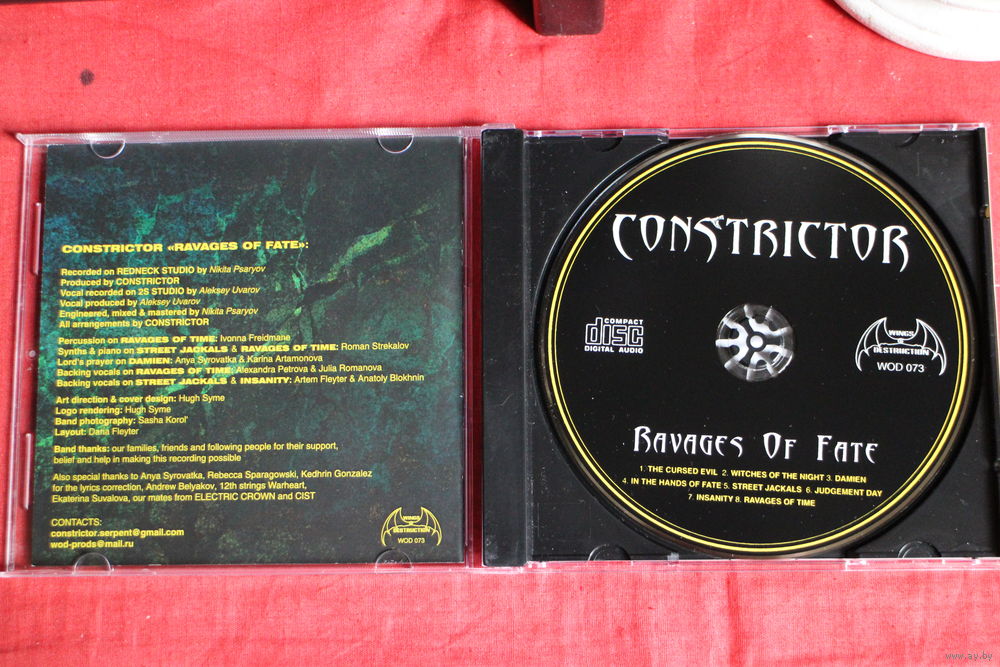 CONSTRICTOR «RAVAGES OF FATE»:
Recorded on REDNECK STUDIO by Nikita Psaryov
Produced by CONSTRICTOR
Vocal recorded on 2S STUDIO by Aleksey Uvarov
Vocal produced by Aleksey Uvarov
Engineered, mixed & mastered by Nikita Psaryov
All arrangements by CONSTRICTOR
Percussion on RAVAGES OF TIME: Ivonna Freidmane
Synths & piano on STREET JACKALS & RAVAGES OF TIME: Roman Strekalov
Lord's prayer on DAMIEN: Anya Syrovatka & Karina Artamonova
Backing vocals on RAVAGES OF TIME: Alexandra Petrova & Julia Romanova
Backing vocals on STREET JACKALS & INSANITY: Artem Fleyter & Anatoly Blokhnin
Art direction & cover design: Hugh Syme
Logo rendering: Hugh Syme
Band photography: Sasha Korol'
Layout: Daria Fleyter
Band thanks: our families, friends and following people for their support,
belief and help in making this recording possible
Also special thanks to Anya Syrovatka, Rebecca Sparagowski, Kedhrin Gonzalez
for the lyrics correction, Andrew Belyakov, 12th strings Warheart,
Ekaterina Suvalova, our mates from ELECTRIC CROWN and CIST
CONTACTS:
constrictor.serpent@gmail.com
wod-prods@mail.ru
WINGS
DESTRUCTION
WOD 073
CONSTRICTOR
COMPACT
disc
DIGITAL AUDIO
WINGS
DESTRUCTION
WOD 073
RAVAGES OF FATE
1. THE CURSED EVIL 2. WITCHES OF THE NIGHT 3. DAMIEN
4. IN THE HANDS OF FATE 5. STREET JACKALS 6. JUDGEMENT DAY
7. INSANITY 8. RAVAGES OF TIME
www.ay.by